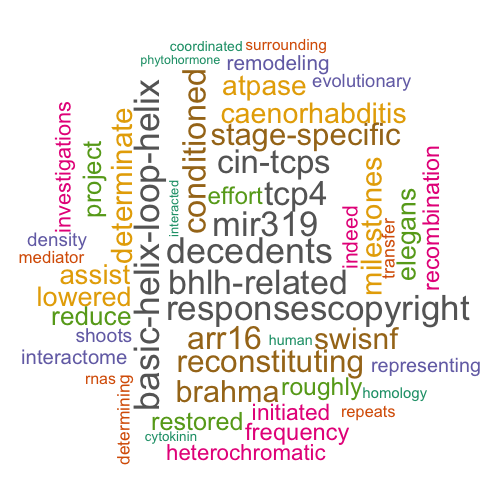 coordinated
surrounding
phytohormone
remodeling
atpase
evolutionary
caenorhabditis
stage-specific
conditioned
basic-helix-loop-helix
determinate
investigations
project
cin-tcps
interacted
effort
tcp4
mir319
decedents
indeed
milestones
transfer
elegans
recombination
density
mediator
assist
bhlh-related
lowered
responsescopyright
reduce
shoots
arr16
human
swisnf
interactome
reconstituting
representing
rnas
determining
brahma
roughly
homology
restored
initiated
repeats
cytokinin
frequency
heterochromatic